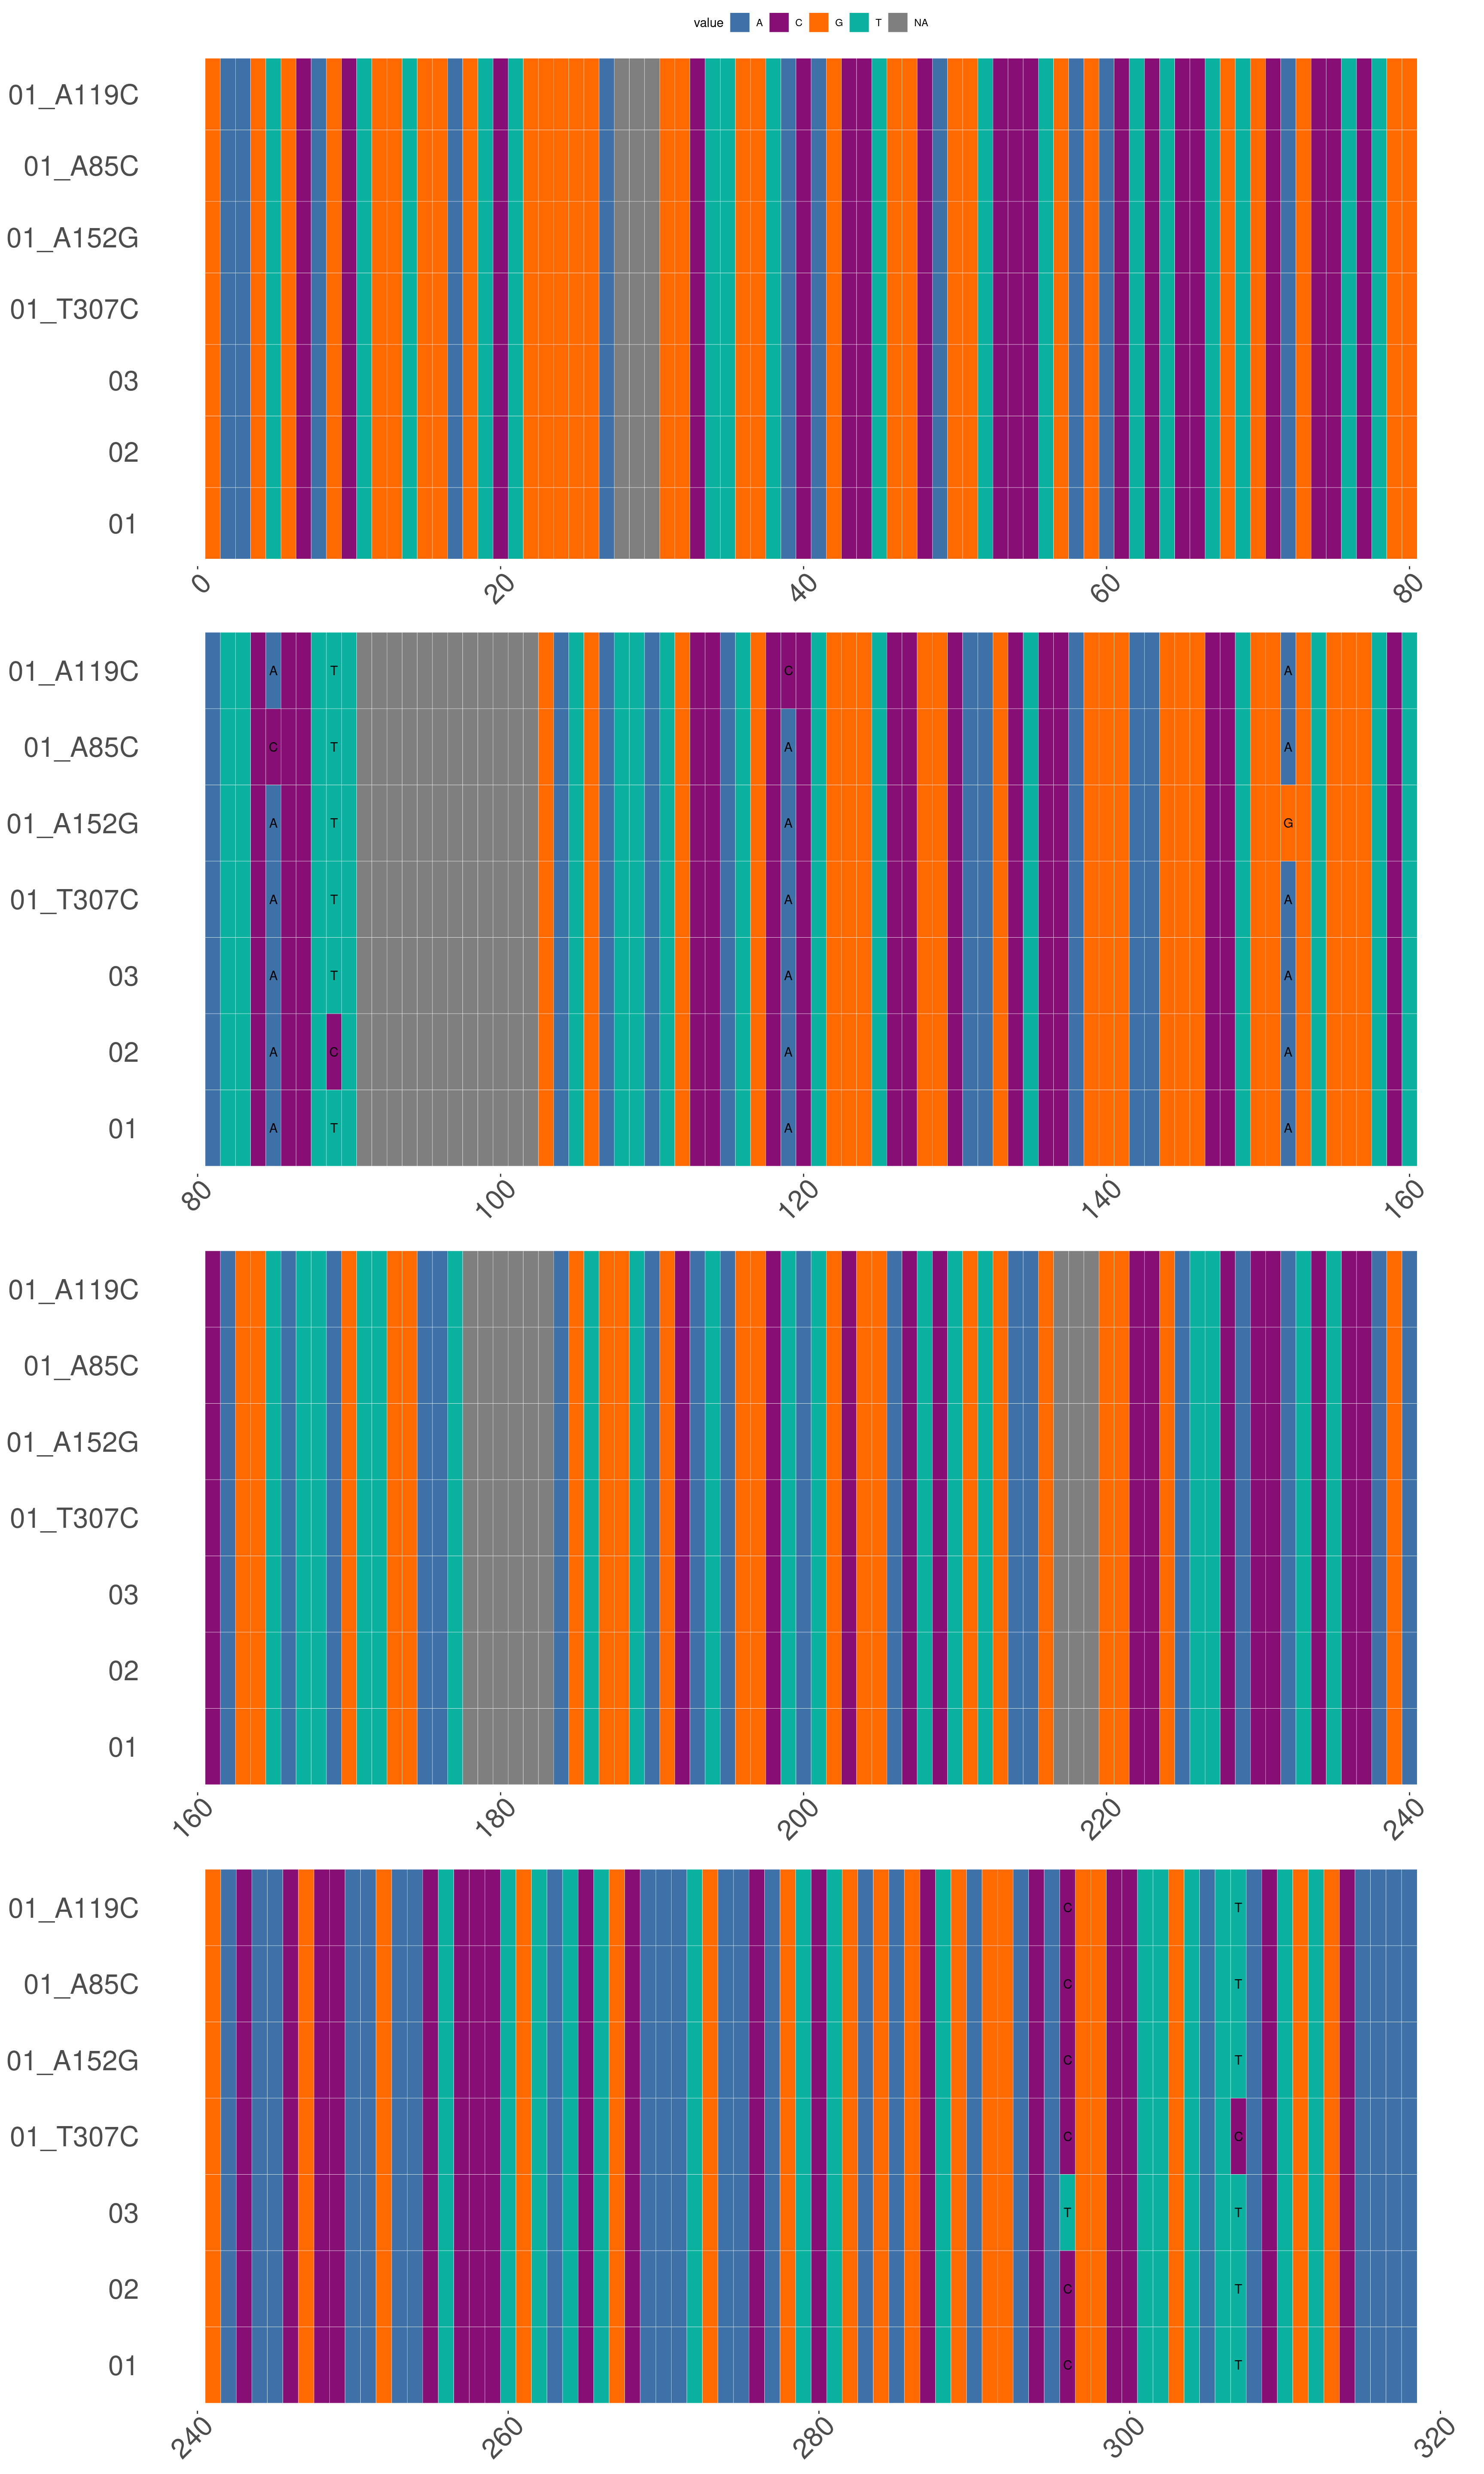 value A C G T NA
01_A119C
01_A85C
01_A152G
01_T307C
03
02
01
0 20 40 60 80
01_A119C A T C A
01_A85C C T A A
01_A152G A T A G
01_T307C A T A A
03 A T A A
02 A C A A
01 A T A A
80 100 120 140 160
01_A119C
01_A85C
01_A152G
01_T307C
03
02
01
160 180 200 220 240
01_A119C C T
01_A85C C T
01_A152G C T
01_T307C C C
03 T T
02 C T
01 C T
240 260 280 300 320